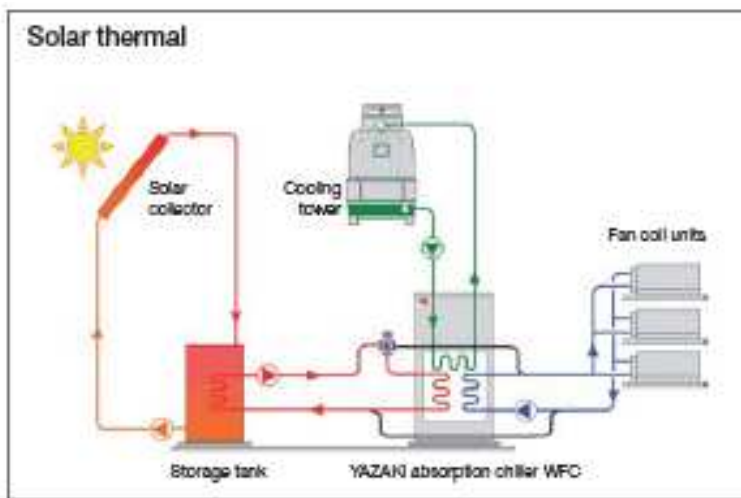 Solar thermal
Solar
collector
Cooling
tower
Fan coil units
Storage tank
YAZAKI absorption chiller WFC